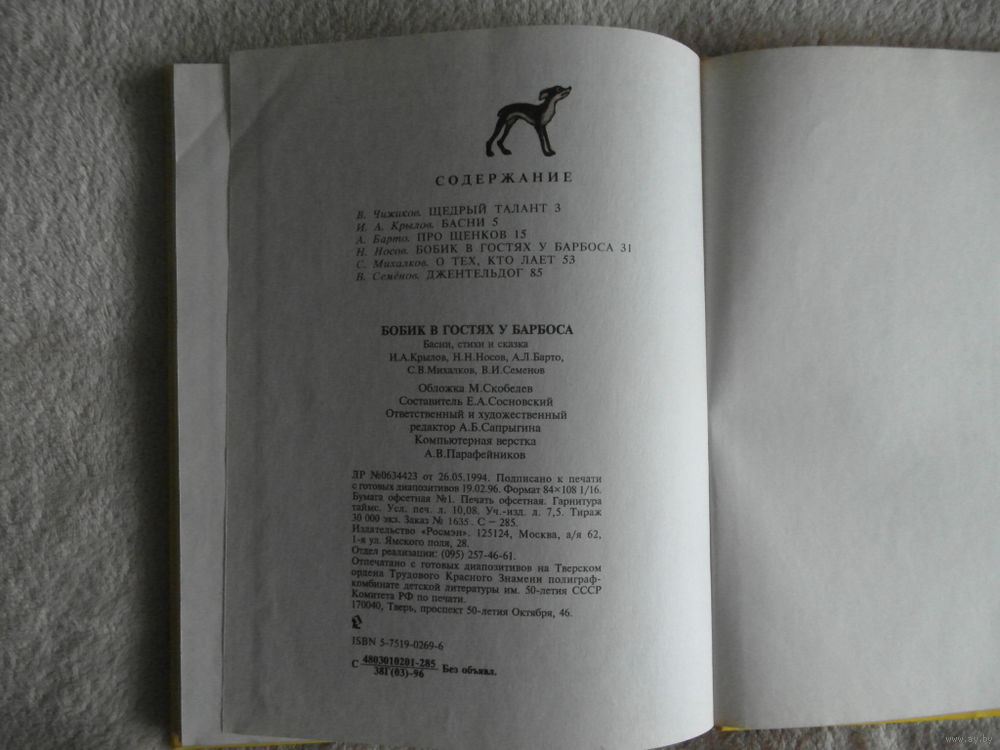 СОДЕРЖАНИЕ
В. Чижиков. ЩЕДРЫЙ ТАЛАНТ 3
И. А. Крылов. БАСНИ 5
А. Барто. ПРО ЩЕНКОВ 15
Н. Носов. БОБИК В ГОСТЯХ У БАРБОСА 31
С. Михалков. О ТЕХ, КТО ЛАЕТ 53
В. Семёнов. ДЖЕНТЕЛЬДОГ 85
БОБИК В ГОСТЯХ У БАРБОСА
Басни, стихи и сказка
И.А.Крылов, Н.Н.Носов, А.Л.Барто,
С.В.Михалков, В.И.Семенов
Обложка М.Скобелев
Составитель Е.А.Сосновский
Ответственный и художественный
редактор А.Б.Сапрыгина
Компьютерная верстка
А.В.Парафейников
ЛР №0634423 от 26.05.1994. Подписано к печати
с готовых диапозитивов 19.02.96. Формат 84×108 1/16.
Бумага офсетная №1. Печать офсетная. Гарнитура
таймс. Усл. печ. л. 10,08. Уч.-изд. л. 7,5. Тираж
30 000 экз. Заказ № 1635. С – 285.
Издательство «Росмэн». 125124, Москва, а/я 62,
1-я ул. Ямского поля, 28.
Отдел реализации: (095) 257-46-61.
Отпечатано с готовых диапозитивов на Тверском
ордена Трудового Красного Знамени полиграф-
комбинате детской литературы им. 50-летия СССР
Комитета РФ по печати.
170040, Тверь, проспект 50-летия Октября, 46.
ISBN 5-7519-0269-6
С 4803010201-285
381 (03)-96 Без объявл.
www.ay.by